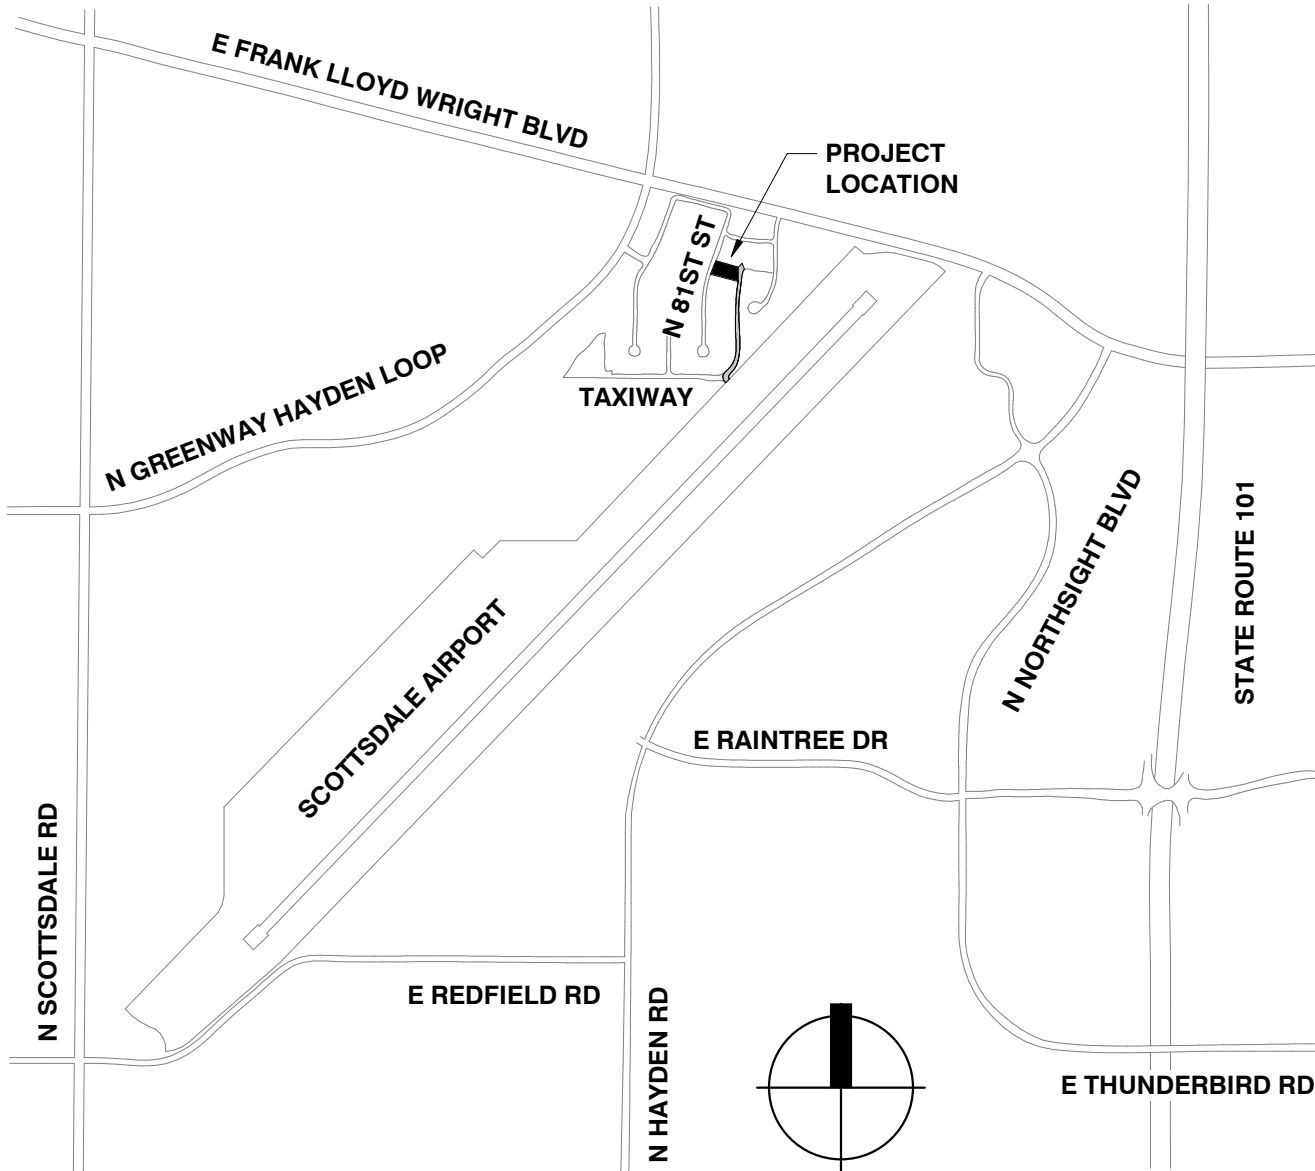 E FRANK LLOYD WRIGHT BLVD
PROJECT
LOCATION
N 81ST ST
N GREENWAY HAYDEN LOOP
TAXIWAY
N NORTHSIGHT BLVD
STATE ROUTE 101
SCOTTSDALE AIRPORT
E RAINTREE DR
N SCOTTSDALE RD
E REDFIELD RD
N HAYDEN RD
E THUNDERBIRD RD